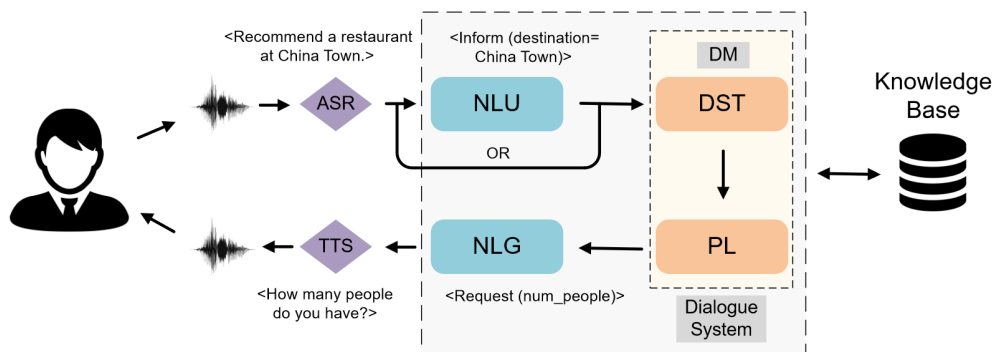 <Recommend a restaurant
at China Town.>
<Inform (destination=
China Town)>
DM
ASR
NLU
DST
Knowledge
Base
OR
TTS
NLG
PL
<How many people
do you have?>
<Request (num_people)>
Dialogue
System